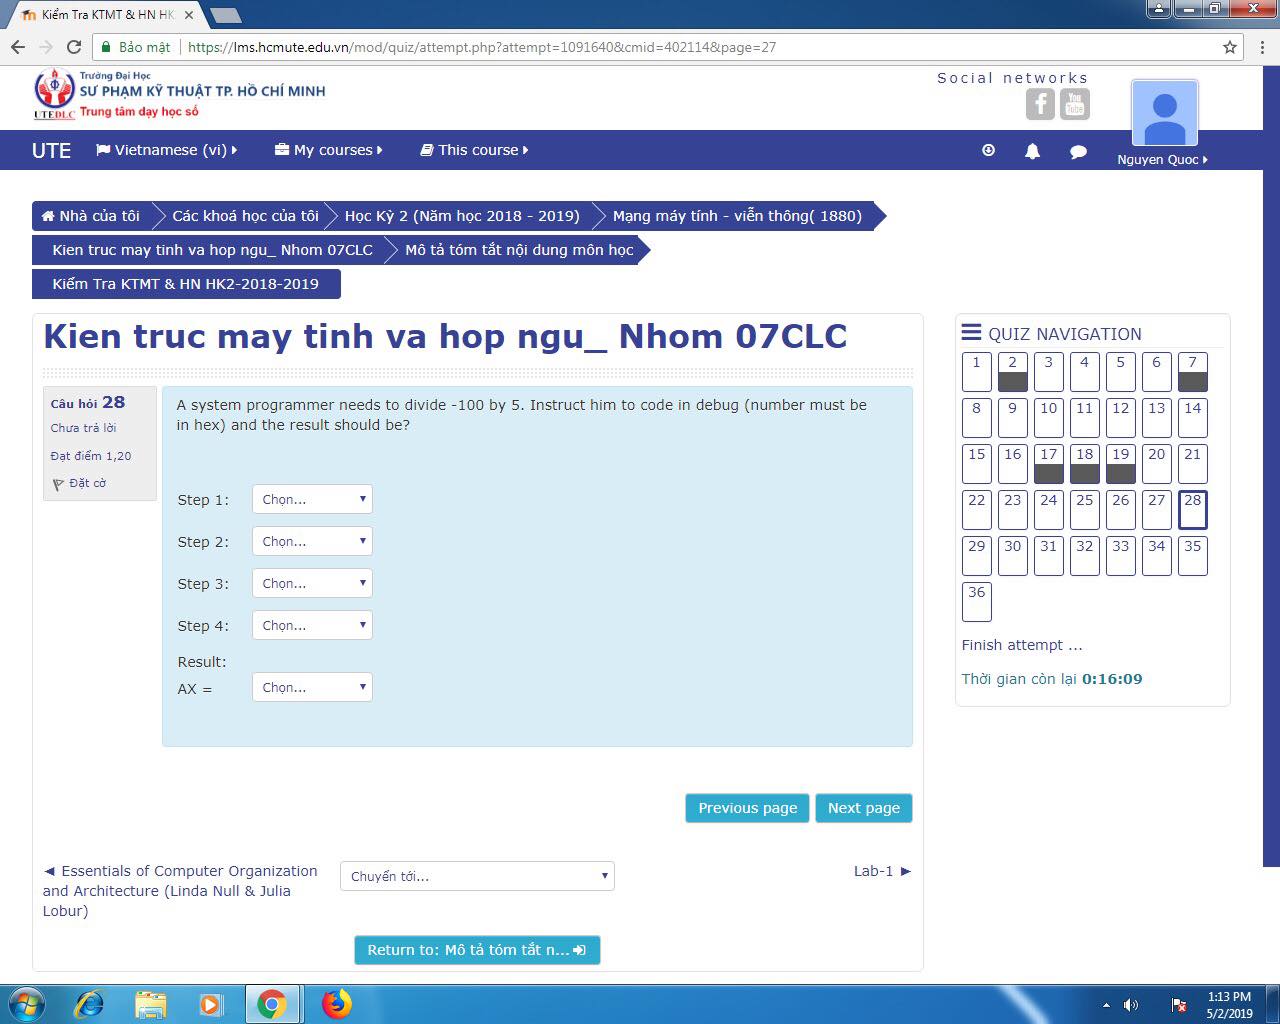 Kiểm Tra KTMT & HN HK
Bảo mật https://lms.hcmute.edu.vn/mod/quiz/attempt.php?attempt=1091640&cmid=402114&page=27
Trường Đại Học
SƯ PHẠM KỸ THUẬT TP. HỒ CHÍ MINH
UTEDLC Trung tâm dạy học số
Social networks
You
Tube
UTE Vietnamese (vi) My courses This course
Nguyen Quoc
Nhà của tôi Các khoá học của tôi Học Kỳ 2 (Năm học 2018 - 2019) Mạng máy tính - viễn thông( 1880)
Kien truc may tinh va hop ngu_ Nhom 07CLC Mô tả tóm tắt nội dung môn học
Kiểm Tra KTMT & HN HK2-2018-2019
Kien truc may tinh va hop ngu_ Nhom 07CLC
Câu hỏi 28
Chưa trả lời
Đạt điểm 1,20
Đặt cờ
A system programmer needs to divide -100 by 5. Instruct him to code in debug (number must be
in hex) and the result should be?
Step 1: Chọn...
Step 2: Chọn...
Step 3: Chọn...
Step 4: Chọn...
Result:
AX = Chọn...
Previous page Next page
◄ Essentials of Computer Organization
and Architecture (Linda Null & Julia
Lobur)
Chuyển tới...
Lab-1 ►
Return to: Mô tả tóm tắt n...
QUIZ NAVIGATION
1 2 3 4 5 6 7
8 9 10 11 12 13 14
15 16 17 18 19 20 21
22 23 24 25 26 27 28
29 30 31 32 33 34 35
36
Finish attempt ...
Thời gian còn lại 0:16:09
1:13 PM
5/2/2019